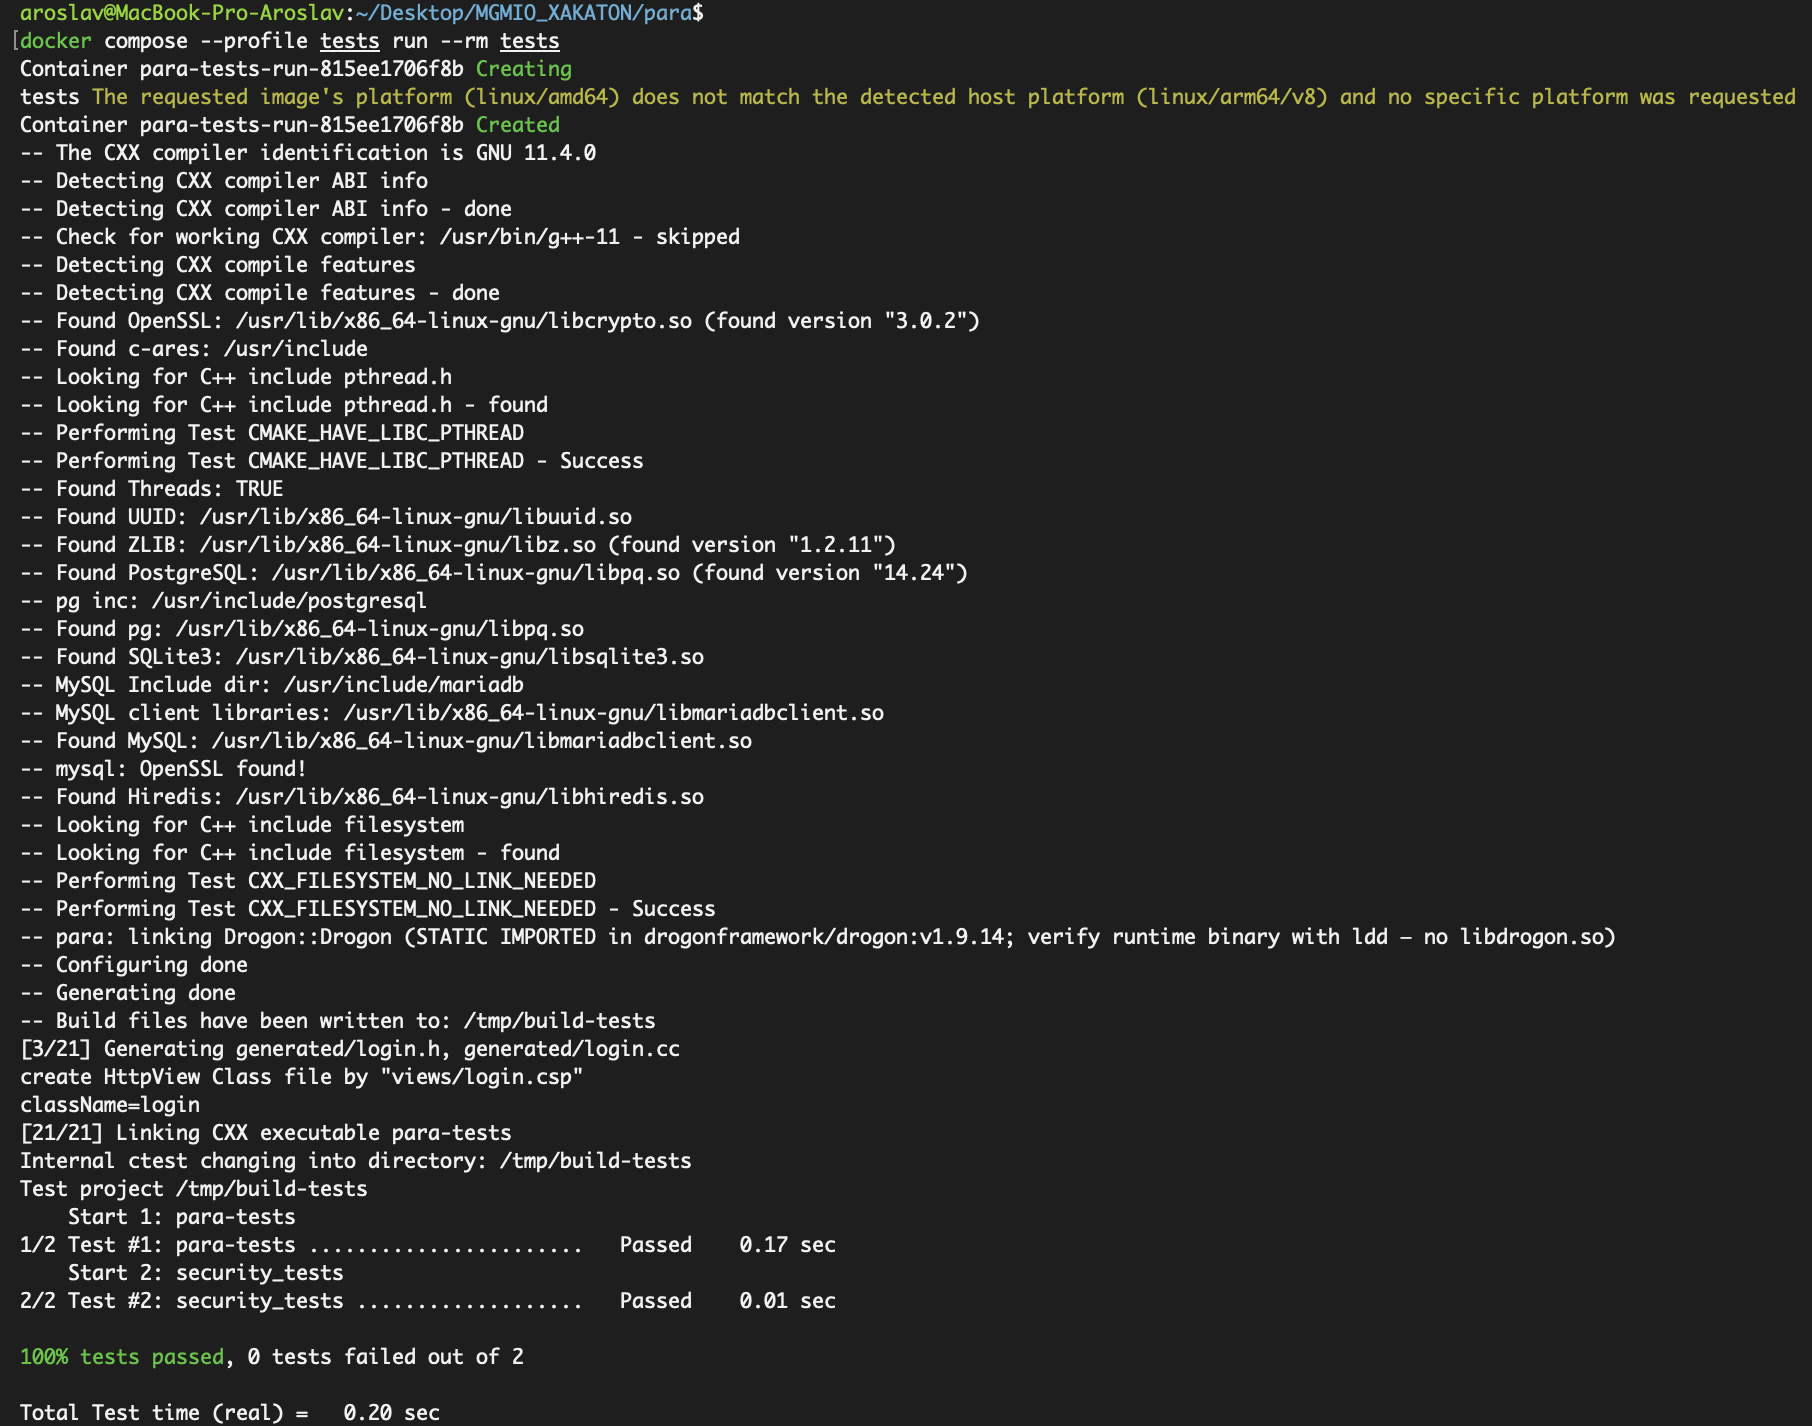 aroslav@MacBook-Pro-Aroslav:~/Desktop/MGMIO_XAKATON/para$
[docker compose --profile tests run --rm tests
Container para-tests-run-815ee1706f8b Creating
tests The requested image's platform (linux/amd64) does not match the detected host platform (linux/arm64/v8) and no specific platform was requested
Container para-tests-run-815ee1706f8b Created
-- The CXX compiler identification is GNU 11.4.0
-- Detecting CXX compiler ABI info
-- Detecting CXX compiler ABI info - done
-- Check for working CXX compiler: /usr/bin/g++-11 - skipped
-- Detecting CXX compile features
-- Detecting CXX compile features - done
-- Found OpenSSL: /usr/lib/x86_64-linux-gnu/libcrypto.so (found version "3.0.2")
-- Found c-ares: /usr/include
-- Looking for C++ include pthread.h
-- Looking for C++ include pthread.h - found
-- Performing Test CMAKE_HAVE_LIBC_PTHREAD
-- Performing Test CMAKE_HAVE_LIBC_PTHREAD - Success
-- Found Threads: TRUE
-- Found UUID: /usr/lib/x86_64-linux-gnu/libuuid.so
-- Found ZLIB: /usr/lib/x86_64-linux-gnu/libz.so (found version "1.2.11")
-- Found PostgreSQL: /usr/lib/x86_64-linux-gnu/libpq.so (found version "14.24")
-- pg inc: /usr/include/postgresql
-- Found pg: /usr/lib/x86_64-linux-gnu/libpq.so
-- Found SQLite3: /usr/lib/x86_64-linux-gnu/libsqlite3.so
-- MySQL Include dir: /usr/include/mariadb
-- MySQL client libraries: /usr/lib/x86_64-linux-gnu/libmariadbclient.so
-- Found MySQL: /usr/lib/x86_64-linux-gnu/libmariadbclient.so
-- mysql: OpenSSL found!
-- Found Hiredis: /usr/lib/x86_64-linux-gnu/libhiredis.so
-- Looking for C++ include filesystem
-- Looking for C++ include filesystem - found
-- Performing Test CXX_FILESYSTEM_NO_LINK_NEEDED
-- Performing Test CXX_FILESYSTEM_NO_LINK_NEEDED - Success
-- para: linking Drogon::Drogon (STATIC IMPORTED in drogonframework/drogon:v1.9.14; verify runtime binary with ldd — no libdrogon.so)
-- Configuring done
-- Generating done
-- Build files have been written to: /tmp/build-tests
[3/21] Generating generated/login.h, generated/login.cc
create HttpView Class file by "views/login.csp"
className=login
[21/21] Linking CXX executable para-tests
Internal ctest changing into directory: /tmp/build-tests
Test project /tmp/build-tests
    Start 1: para-tests
1/2 Test #1: para-tests .......................   Passed    0.17 sec
    Start 2: security_tests
2/2 Test #2: security_tests ...................   Passed    0.01 sec
100% tests passed, 0 tests failed out of 2
Total Test time (real) =   0.20 sec